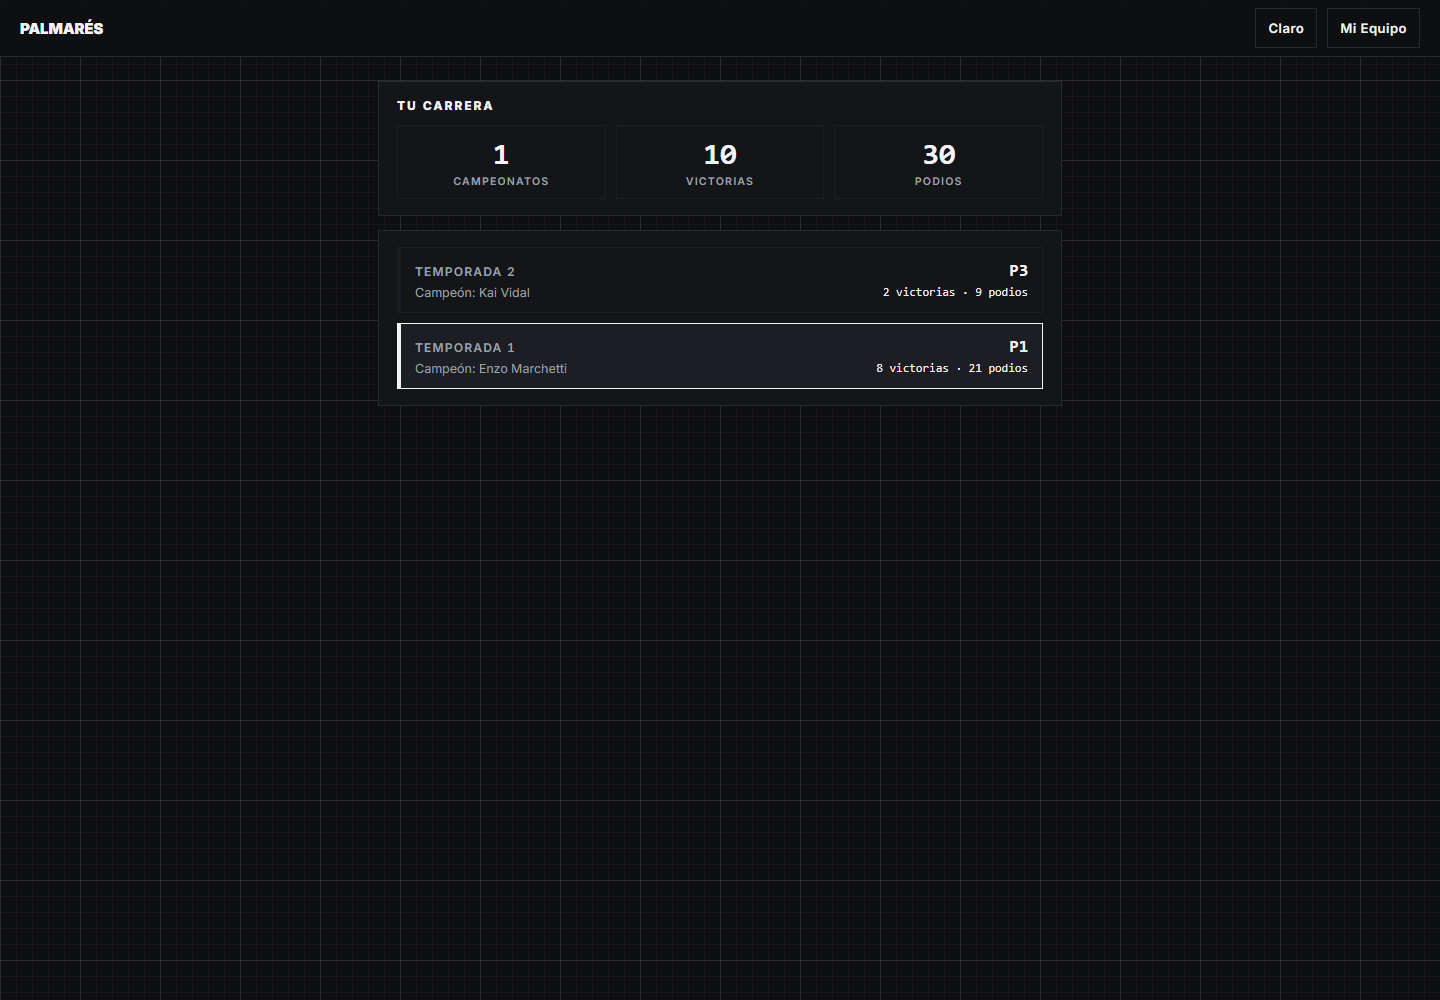 PALMARÉS
Claro
Mi Equipo
TU CARRERA
1
CAMPEONATOS
10
VICTORIAS
30
PODIOS
TEMPORADA 2
P3
Campeón: Kai Vidal
2 victorias · 9 podios
TEMPORADA 1
P1
Campeón: Enzo Marchetti
8 victorias · 21 podios